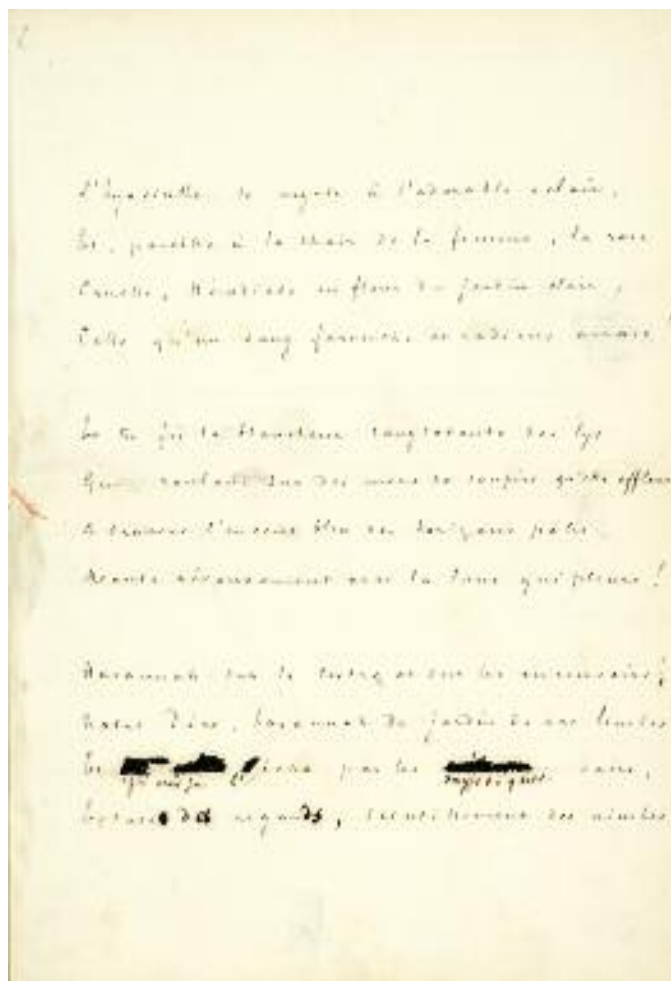 L'hyacinthe, le myrte à l'adorable éclair,
Et, pareille à la chair de la femme, la rose
Cruelle, Hérodiade en fleur du jardin clair,
Celle qu'un sang farouche et radieux arrose!
Et tu fis la blancheur sanglotante des lys
Qui roulant sur des mers de soupirs qu'elle effleure
A travers l'encens bleu des horizons pâlis
Monte rêveusement vers la lune qui pleure!
Hosannah sur le cistre et sur les encensoirs,
Notre Père, hosannah du jardin de nos limbes
Et par les mystiques soirs,
Extase des regards, scintillement des nimbes